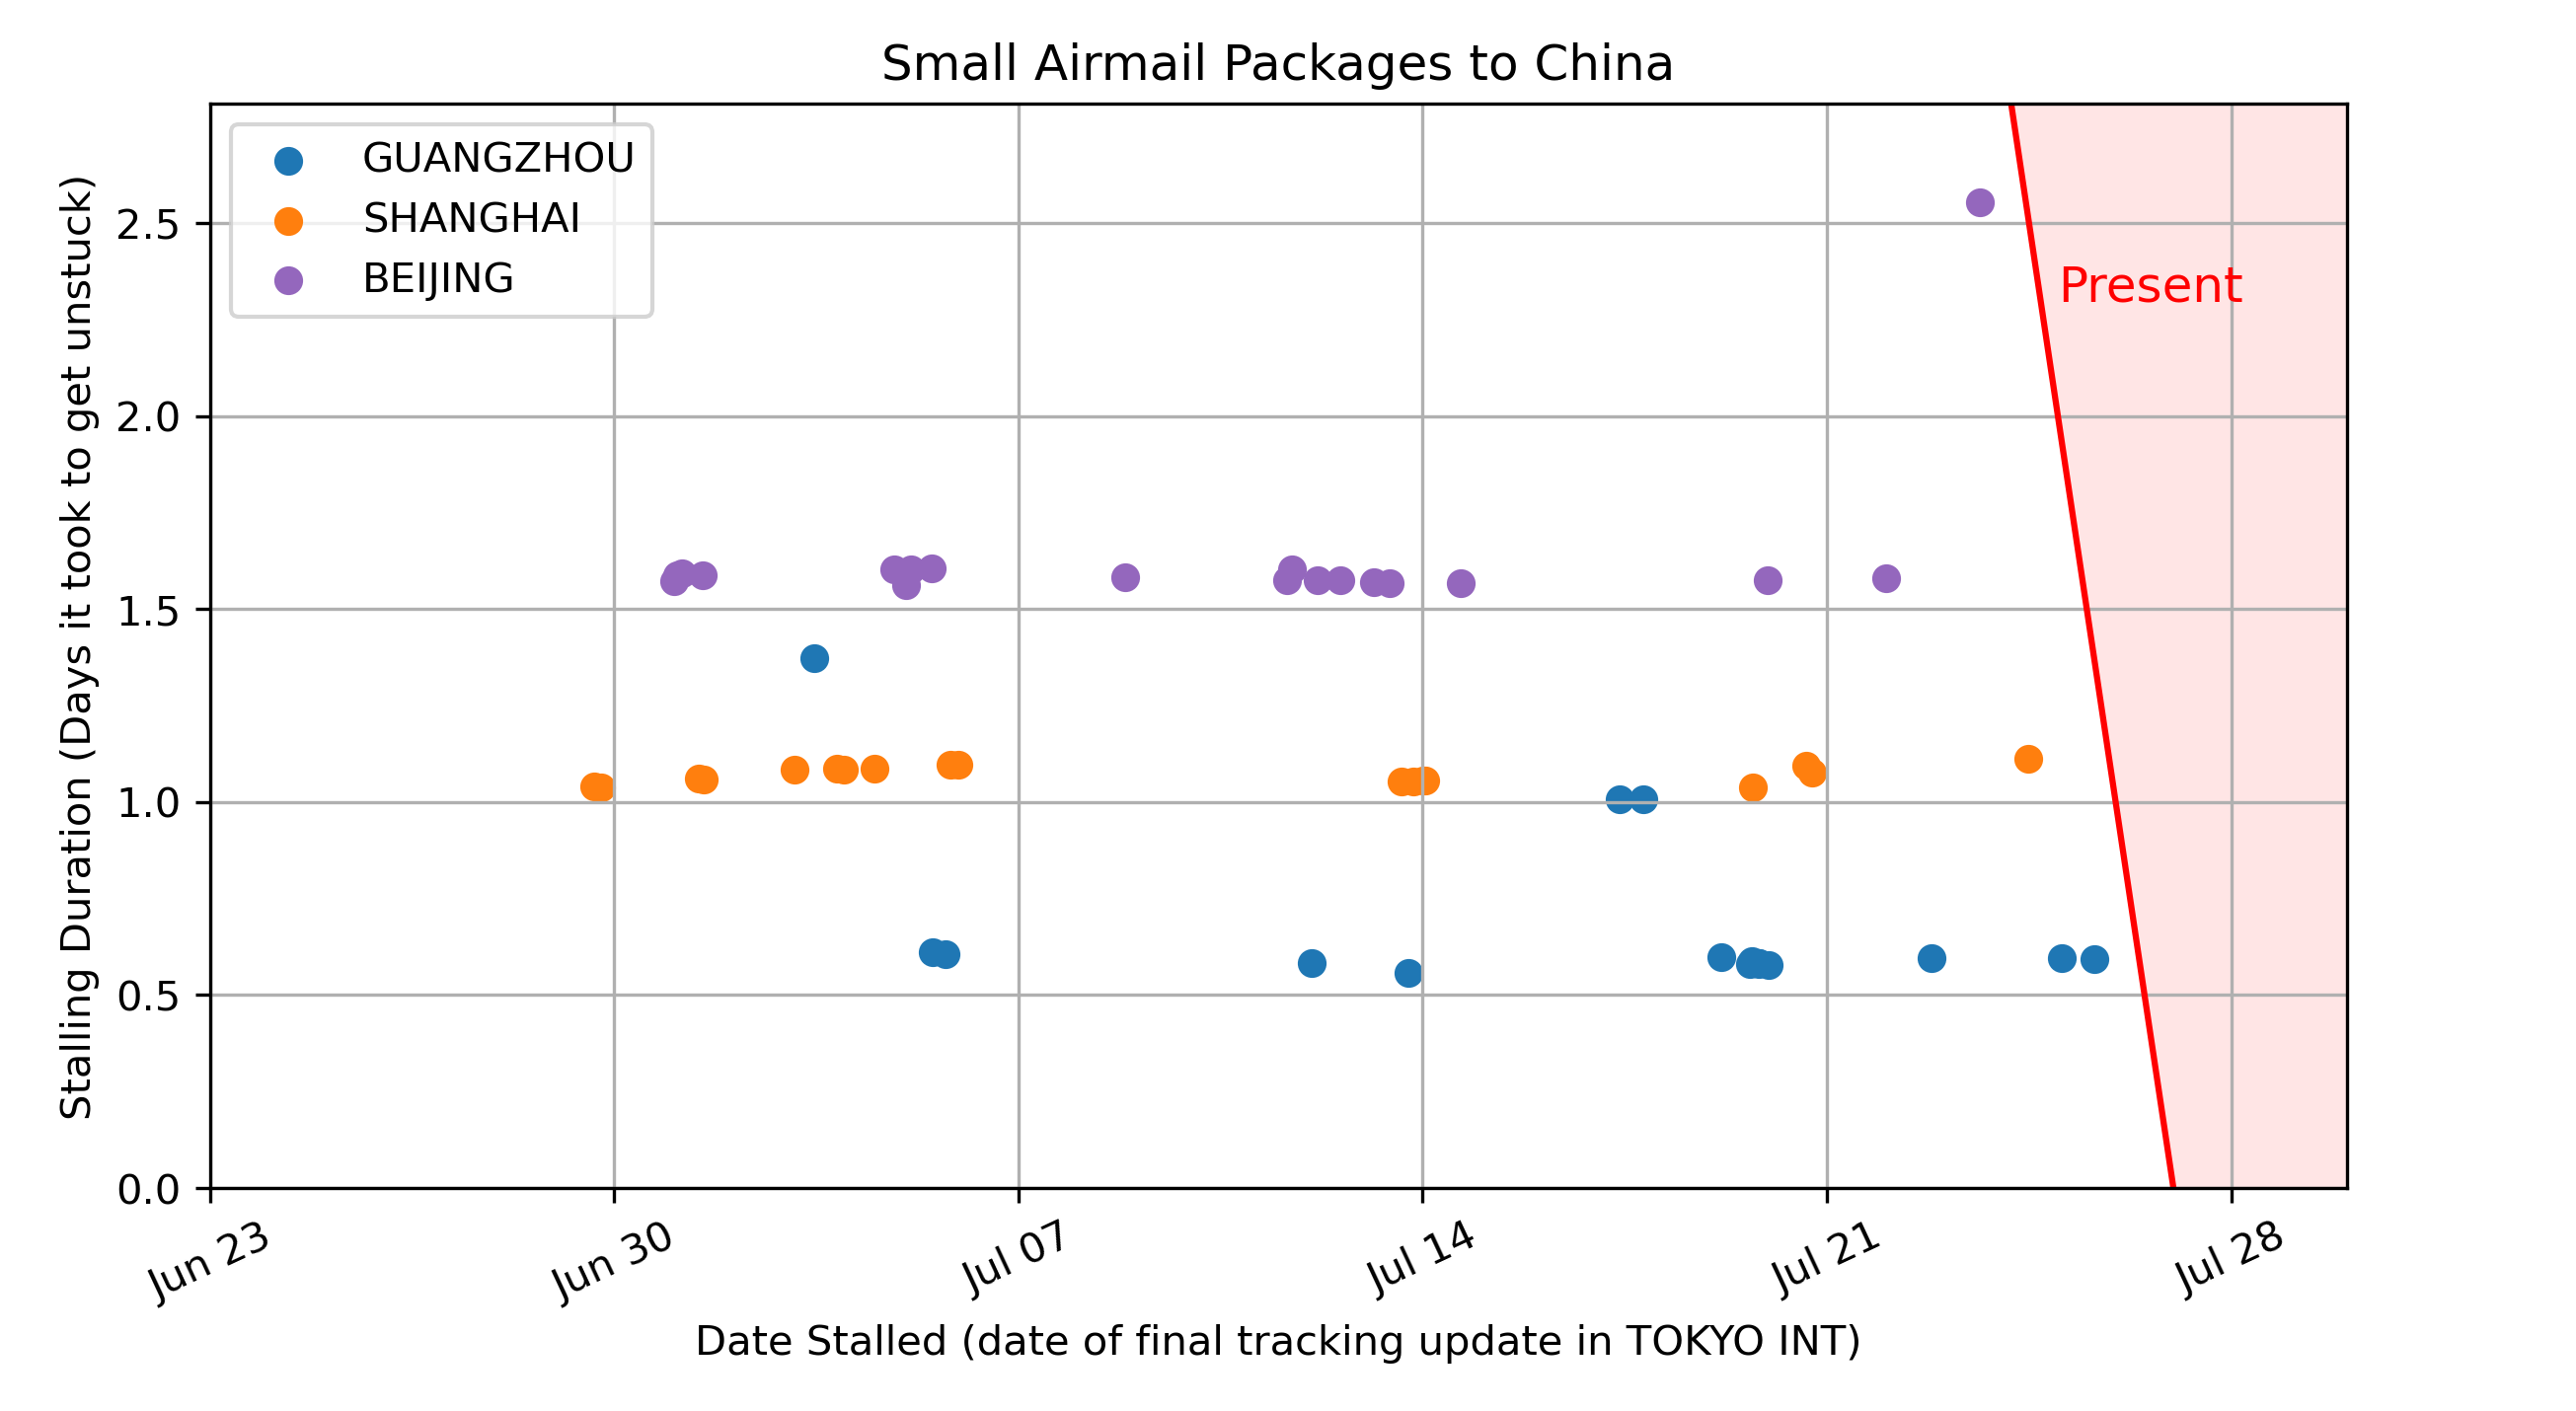 Small Airmail Packages to China
GUANGZHOU
SHANGHAI
BEIJING
Present
Stalling Duration (Days it took to get unstuck)
2.5
2.0
1.5
1.0
0.5
0.0
Jun 23
Jun 30
Jul 07
Jul 14
Jul 21
Jul 28
Date Stalled (date of final tracking update in TOKYO INT)